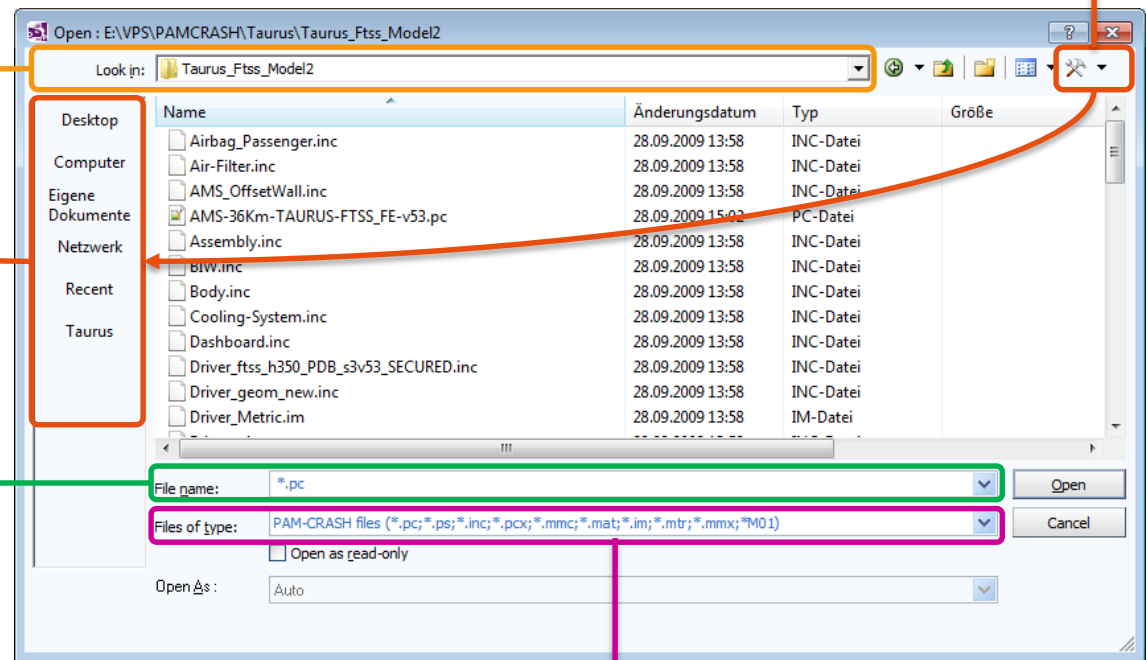 Open : E:\VPS\PAMCRASH\Taurus\Taurus_Ftss_Model2
Look in: Taurus_Ftss_Model2
Desktop
Computer
Eigene
Dokumente
Netzwerk
Recent
Taurus
Name Änderungsdatum Typ Größe
Airbag_Passenger.inc 28.09.2009 13:58 INC-Datei
Air-Filter.inc 28.09.2009 13:58 INC-Datei
AMS_OffsetWall.inc 28.09.2009 13:58 INC-Datei
AMS-36Km-TAURUS-FTSS_FE-v53.pc 28.09.2009 15:02 PC-Datei
Assembly.inc 28.09.2009 13:58 INC-Datei
BIW.inc 28.09.2009 13:58 INC-Datei
Body.inc 28.09.2009 13:58 INC-Datei
Cooling-System.inc 28.09.2009 13:58 INC-Datei
Dashboard.inc 28.09.2009 13:58 INC-Datei
Driver_ftss_h350_PDB_s3v53_SECURED.inc 28.09.2009 13:58 INC-Datei
Driver_geom_new.inc 28.09.2009 13:58 INC-Datei
Driver_Metric.im 28.09.2009 13:58 IM-Datei
File name: *.pc Open
Files of type: PAM-CRASH files (*.pc;*.ps;*.inc;*.pcx;*.mmc;*.mat;*.im;*.mtr;*.mmx;*M01) Cancel
Open as read-only
Open As : Auto